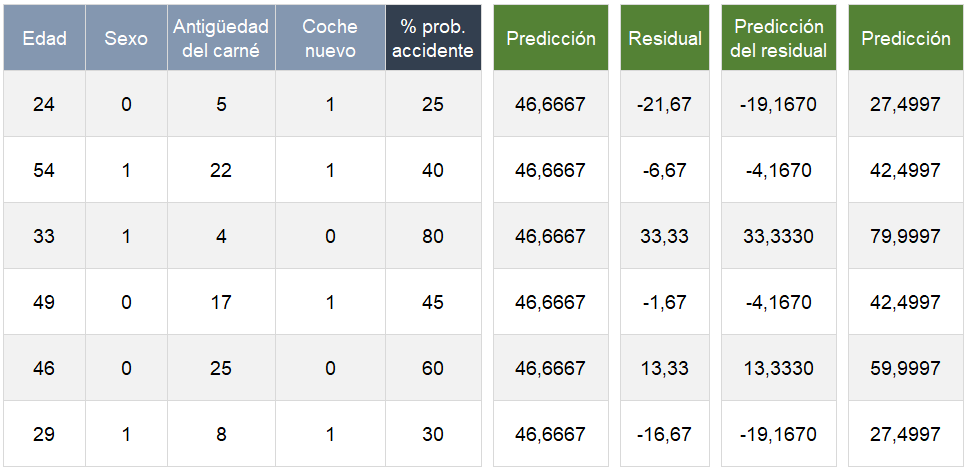 Edad Sexo Antigüedad del carné Coche nuevo % prob. accidente Predicción Residual Predicción del residual Predicción
24 0 5 1 25 46,6667 -21,67 -19,1670 27,4997
54 1 22 1 40 46,6667 -6,67 -4,1670 42,4997
33 1 4 0 80 46,6667 33,33 33,3330 79,9997
49 0 17 1 45 46,6667 -1,67 -4,1670 42,4997
46 0 25 0 60 46,6667 13,33 13,3330 59,9997
29 1 8 1 30 46,6667 -16,67 -19,1670 27,4997